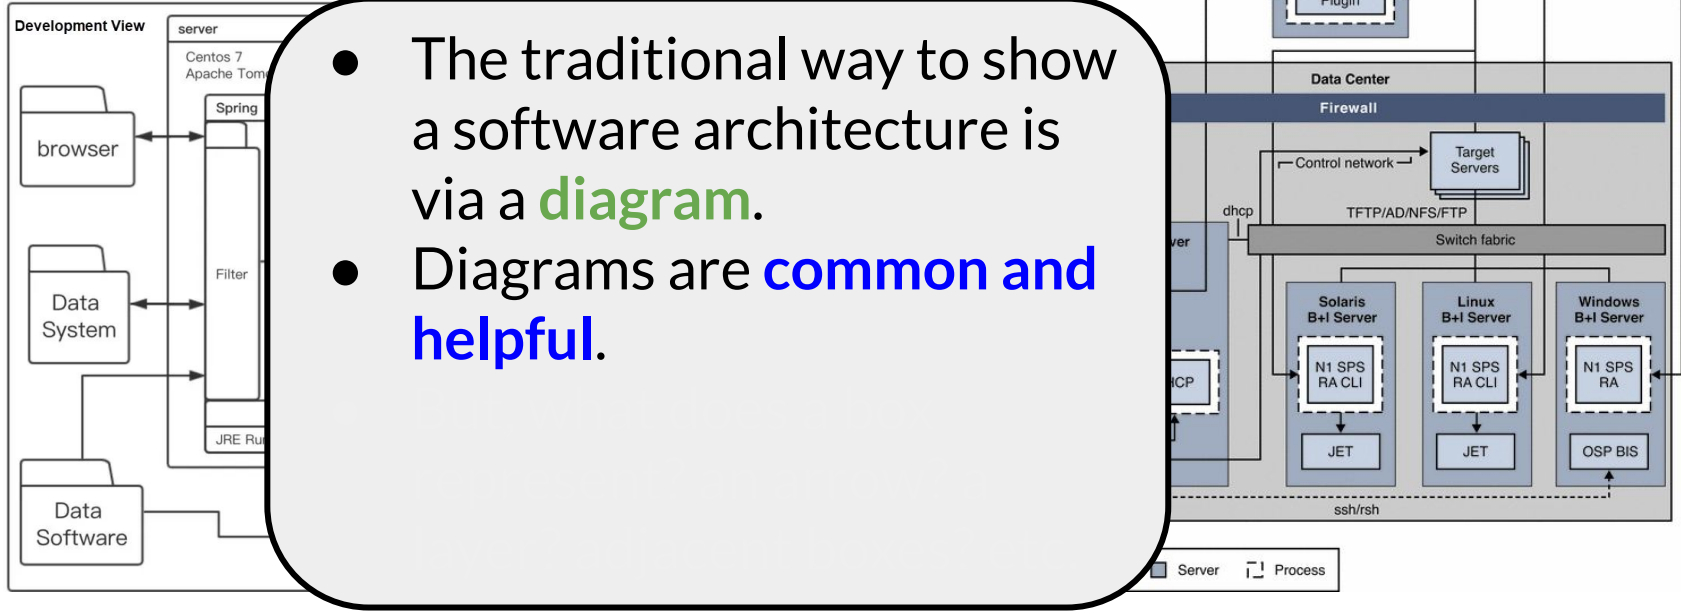 Development View
server
Centos 7
Apache Tom
Spring
browser
Filter
Data
System
JRE Ru
Data
Software
● The traditional way to show
a software architecture is
via a diagram.
● Diagrams are common and
helpful.
Plugin
Data Center
Firewall
Control network
Target
Servers
dhcp
TFTP/AD/NFS/FTP
Switch fabric
ver
Solaris
B+I Server
Linux
B+I Server
Windows
B+I Server
HCP
N1 SPS
RA CLI
N1 SPS
RA CLI
N1 SPS
RA
JET
JET
OSP BIS
ssh/rsh
Server
Process